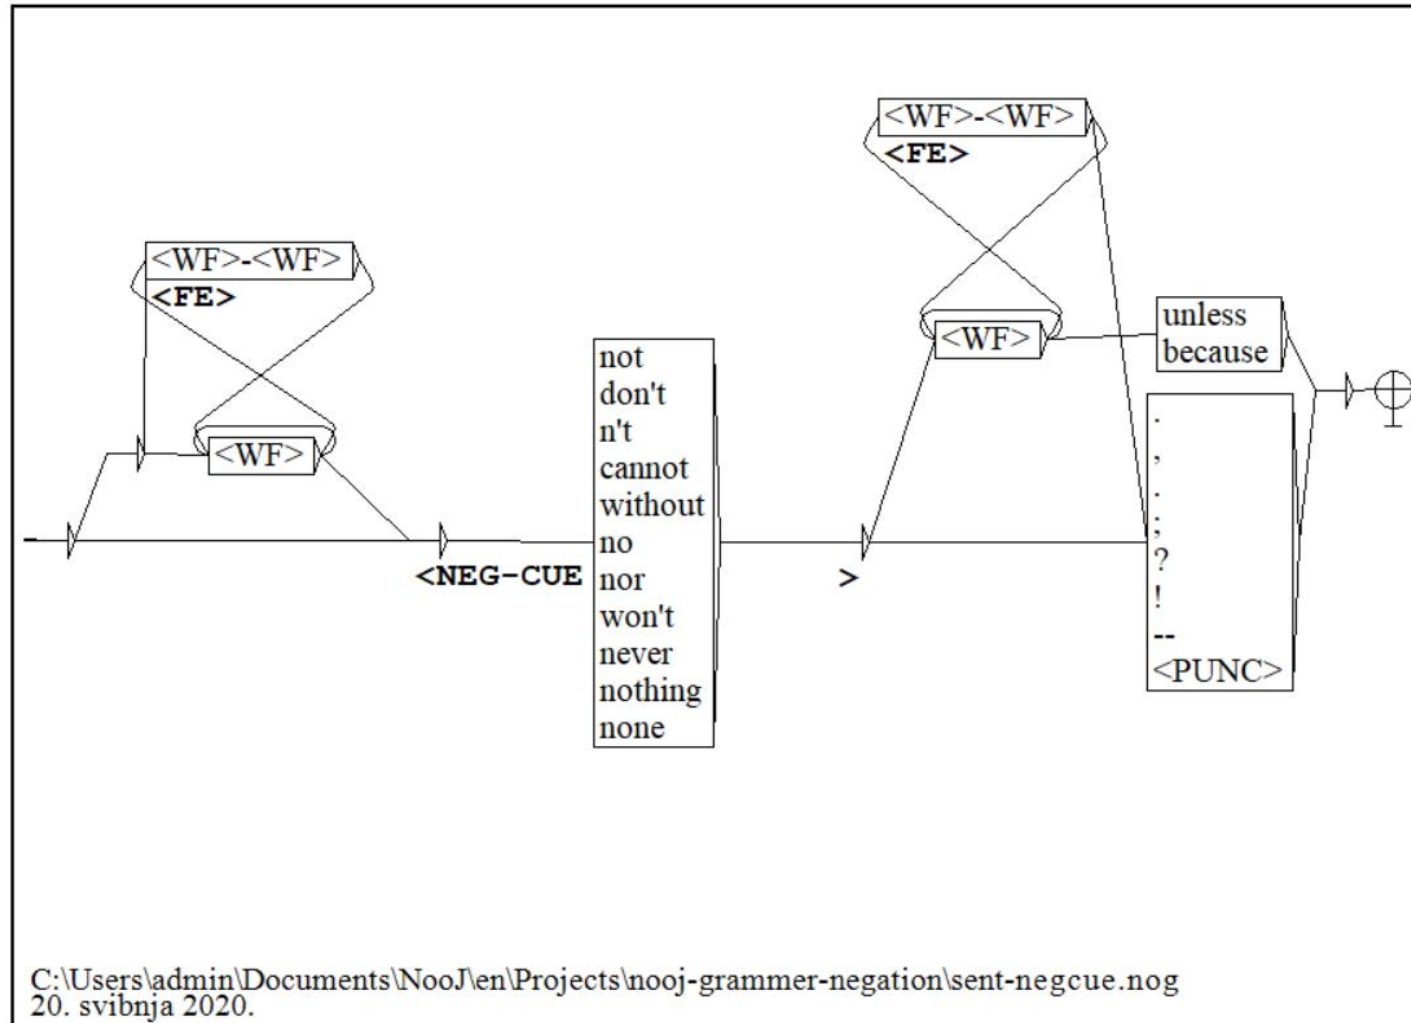 <WF>-<WF>
<FE>
<WF>
<NEG-CUE
not
don't
n't
cannot
without
no
nor
won't
never
nothing
none
>
<WF>-<WF>
<FE>
<WF>
unless
because
.
,
.
;
?
!
--
<PUNC>
C:\Users\admin\Documents\NooJ\en\Projects\nooj-grammer-negation\sent-negcue.nog
20. svibnja 2020.